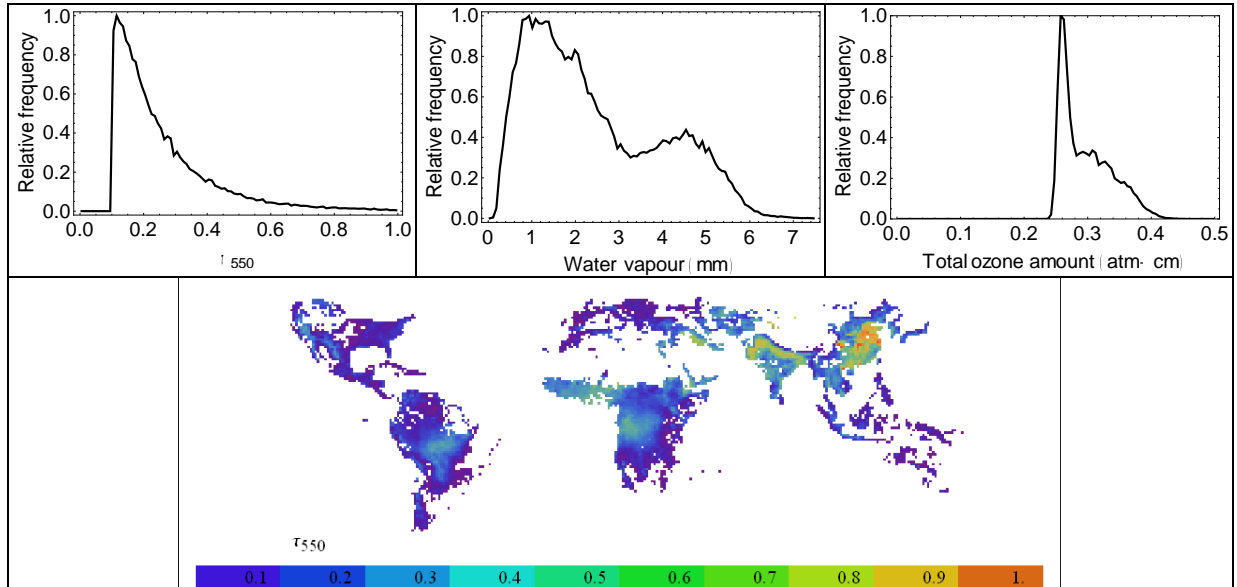 Relative frequency
1.0
0.8
0.6
0.4
0.2
0.0
0.0 0.2 0.4 0.6 0.8 1.0
550
Relative frequency
1.0
0.8
0.6
0.4
0.2
0.0
0 1 2 3 4 5 6 7
Water vapour ( mm)
Relative frequency
1.0
0.8
0.6
0.4
0.2
0.0
0.0 0.1 0.2 0.3 0.4 0.5
Total ozone amount ( atm- cm)
τ550
0.1 0.2 0.3 0.4 0.5 0.6 0.7 0.8 0.9 1.